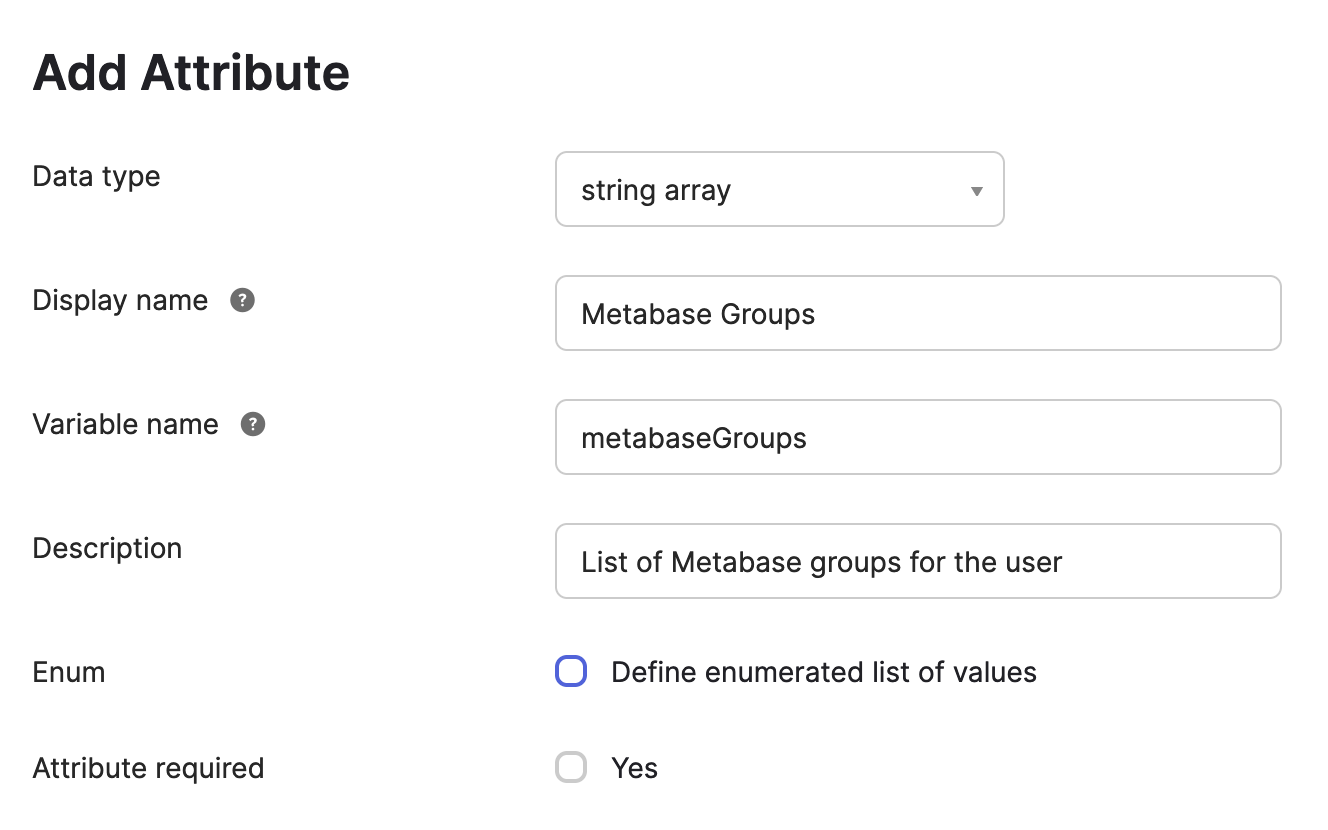 Add Attribute
Data type
string array
Display name ?
Metabase Groups
Variable name ?
metabaseGroups
Description
List of Metabase groups for the user
Enum
Define enumerated list of values
Attribute required
Yes